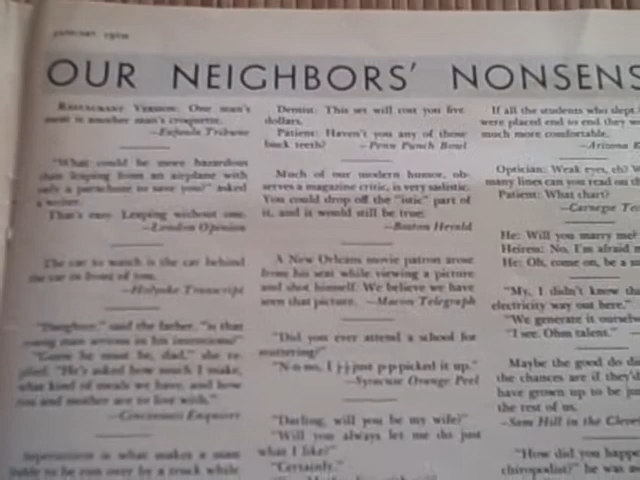 OUR NEIGHBORS' NONSENS
RESTAURANT VERSION: One man's
meat is another man's croquette.
"What could be more hazardous
than leaping from an airplane with
only a parachute to save you?" asked
a writer.
That's easy. Leaping without one.
—London Opinion
The car to watch is the car behind
the car in front of you.
—Holyoke Transcript
"Daughter," said the father, "is that
young man serious in his intentions?"
"Guess he must be, dad," she re-
plied. "He's asked how much I make,
what kind of meals we have, and how
you and mother are to live with."
—Cincinnati Enquirer
is what makes a man
to be run over by a truck while
Dentist: This set will cost you five
dollars.
Patient: Haven't you any of those
buck teeth? —Penn Punch Bowl
Much of our modern humor, ob-
serves a magazine critic, is very sadistic.
You could drop off the "istic" part of
it, and it would still be true.
—Boston Herald
A New Orleans movie patron arose
from his seat while viewing a picture
and shot himself. We believe we have
seen that picture. —Macon Telegraph
"Did you ever attend a school for
stuttering?"
"N-n-no, I j-j-just p-p-picked it up."
—Syracuse Orange Peel
"Darling, will you be my wife?"
"Will you always let me do just
what I like?"
"Certainly."
If all the students who slept
were placed end to end they w
much more comfortable.
—Arizona K
Optician: Weak eyes, eh? W
many lines can you read on th
Patient: What chart?
—Carnegie Te
He: Will you marry me?
Heiress: No, I'm afraid n
He: Oh, come on, be a s
"My, I didn't know th
electricity way out here."
"We generate it ourselv
"I see. Ohm talent."
Maybe the good do di
the chances are if they'd
have grown up to be jus
the rest of us.
—Sam Hill in the Cleve
"How did you happe
chiropodist?" he was as